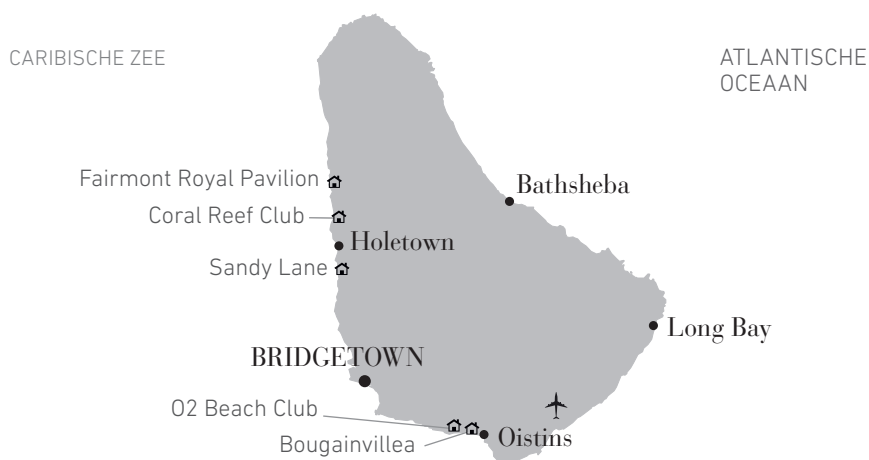 CARIBISCHE ZEE
ATLANTISCHE
OCEAAN
Fairmont Royal Pavilion
Bathsheba
Coral Reef Club
Holetown
Sandy Lane
Long Bay
BRIDGETOWN
O2 Beach Club
Oistins
Bougainvillea